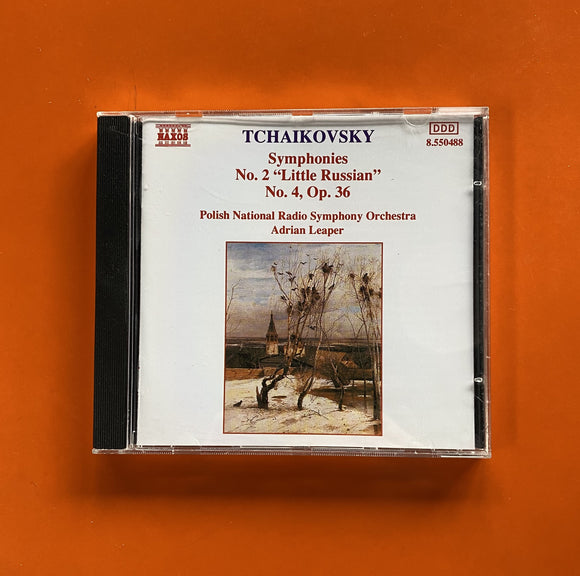 NAXOS
DDD
8.550488
TCHAIKOVSKY
Symphonies
No. 2 “Little Russian”
No. 4, Op. 36
Polish National Radio Symphony Orchestra
Adrian Leaper